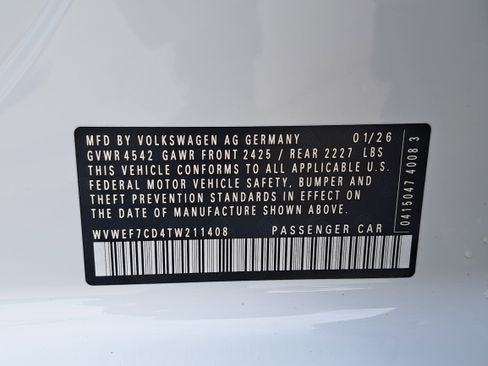 MFD BY VOLKSWAGEN AG GERMANY 01/26
GVWR 4542 GAWR FRONT 2425 / REAR 2227 LBS
THIS VEHICLE CONFORMS TO ALL APPLICABLE U.S.
FEDERAL MOTOR VEHICLE SAFETY, BUMPER AND
THEFT PREVENTION STANDARDS IN EFFECT ON
THE DATE OF MANUFACTURE SHOWN ABOVE.
WVWEF7CD4TW211408 PASSENGER CAR
0415047 4008 3